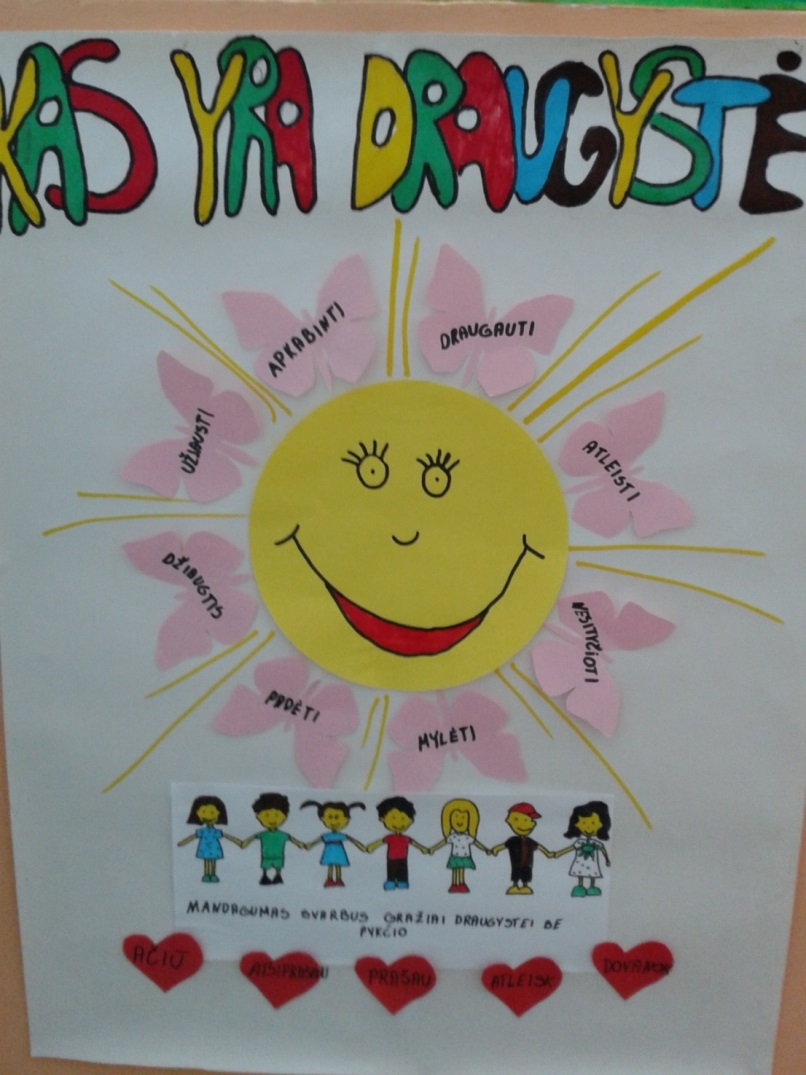 KAS YRA DRAUGYSTĖ
APKABINTI
DRAUGAUTI
UŽJAUSTI
ATLEISTI
DŽIAUGTIS
NESITYČIOTI
PADĖTI
MYLĖTI
MANDAGUMAS SVARBUS GRAŽIAI DRAUGYSTEI BE
PYKČIO
AČIŪ
ATSIPRAŠAU
PRAŠAU
ATLEISK
DOVANOK